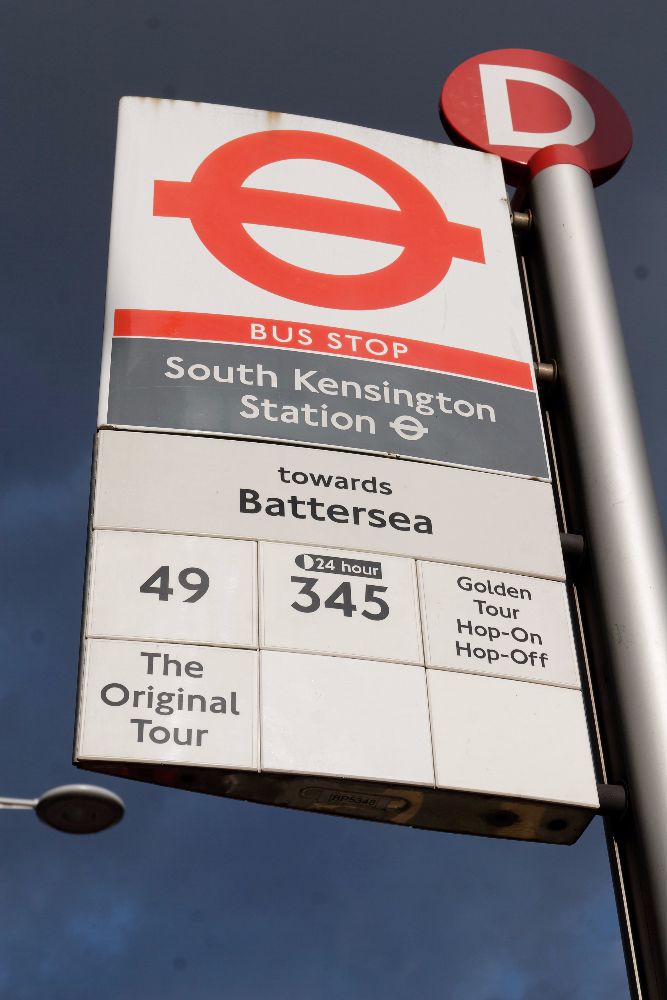 D
BUS STOP
South Kensington
Station
towards
Battersea
49
24 hour
345
Golden
Tour
Hop-On
Hop-Off
The
Original
Tour